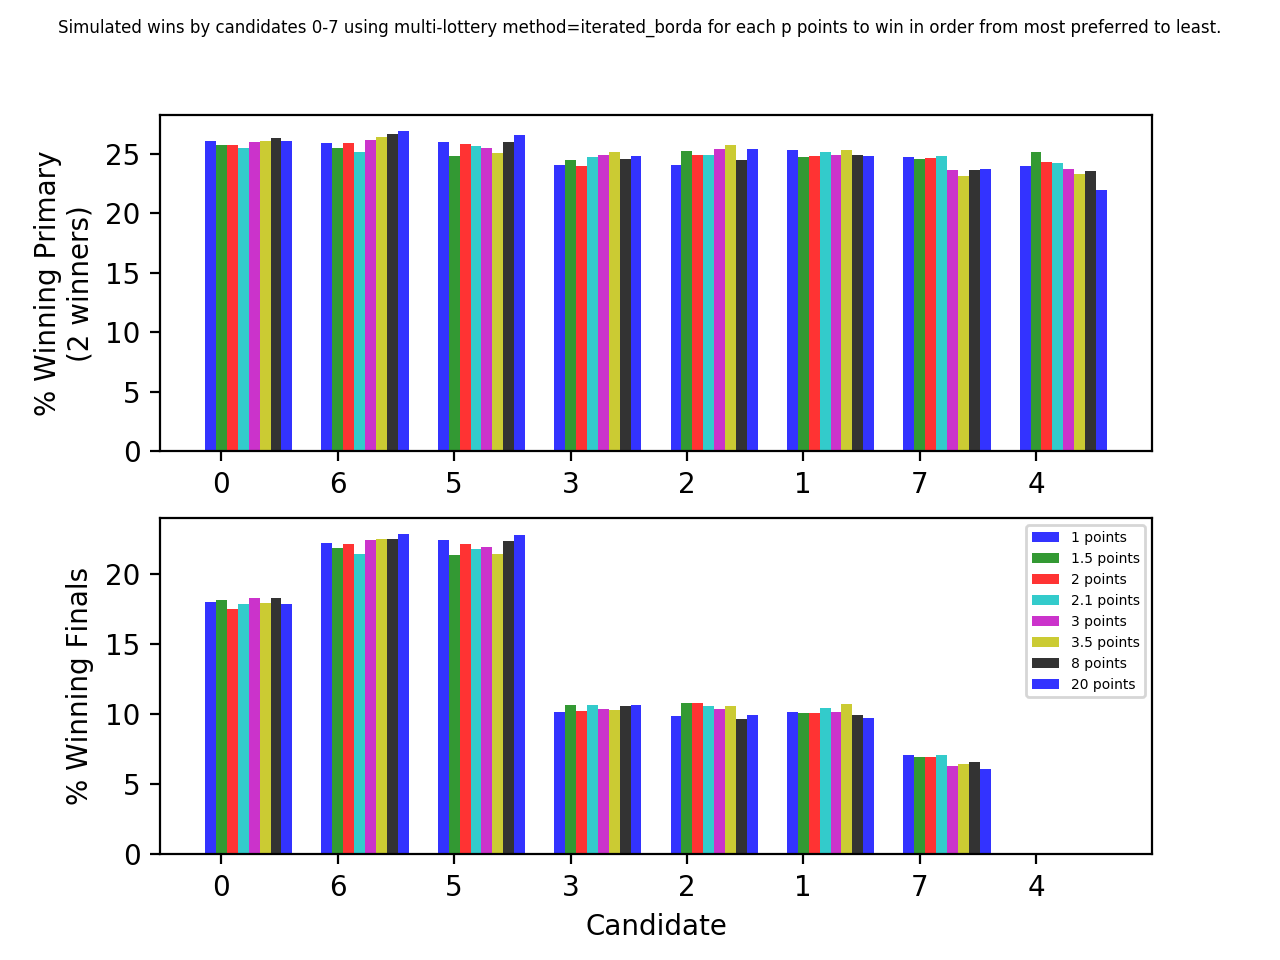 Simulated wins by candidates 0-7 using multi-lottery method=iterated_borda for each p points to win in order from most preferred to least.
% Winning Primary
(2 winners)
25
20
15
10
5
0
0 6 5 3 2 1 7 4
% Winning Finals
20
15
10
5
0
1 points
1.5 points
2 points
2.1 points
3 points
3.5 points
8 points
20 points
0 6 5 3 2 1 7 4
Candidate